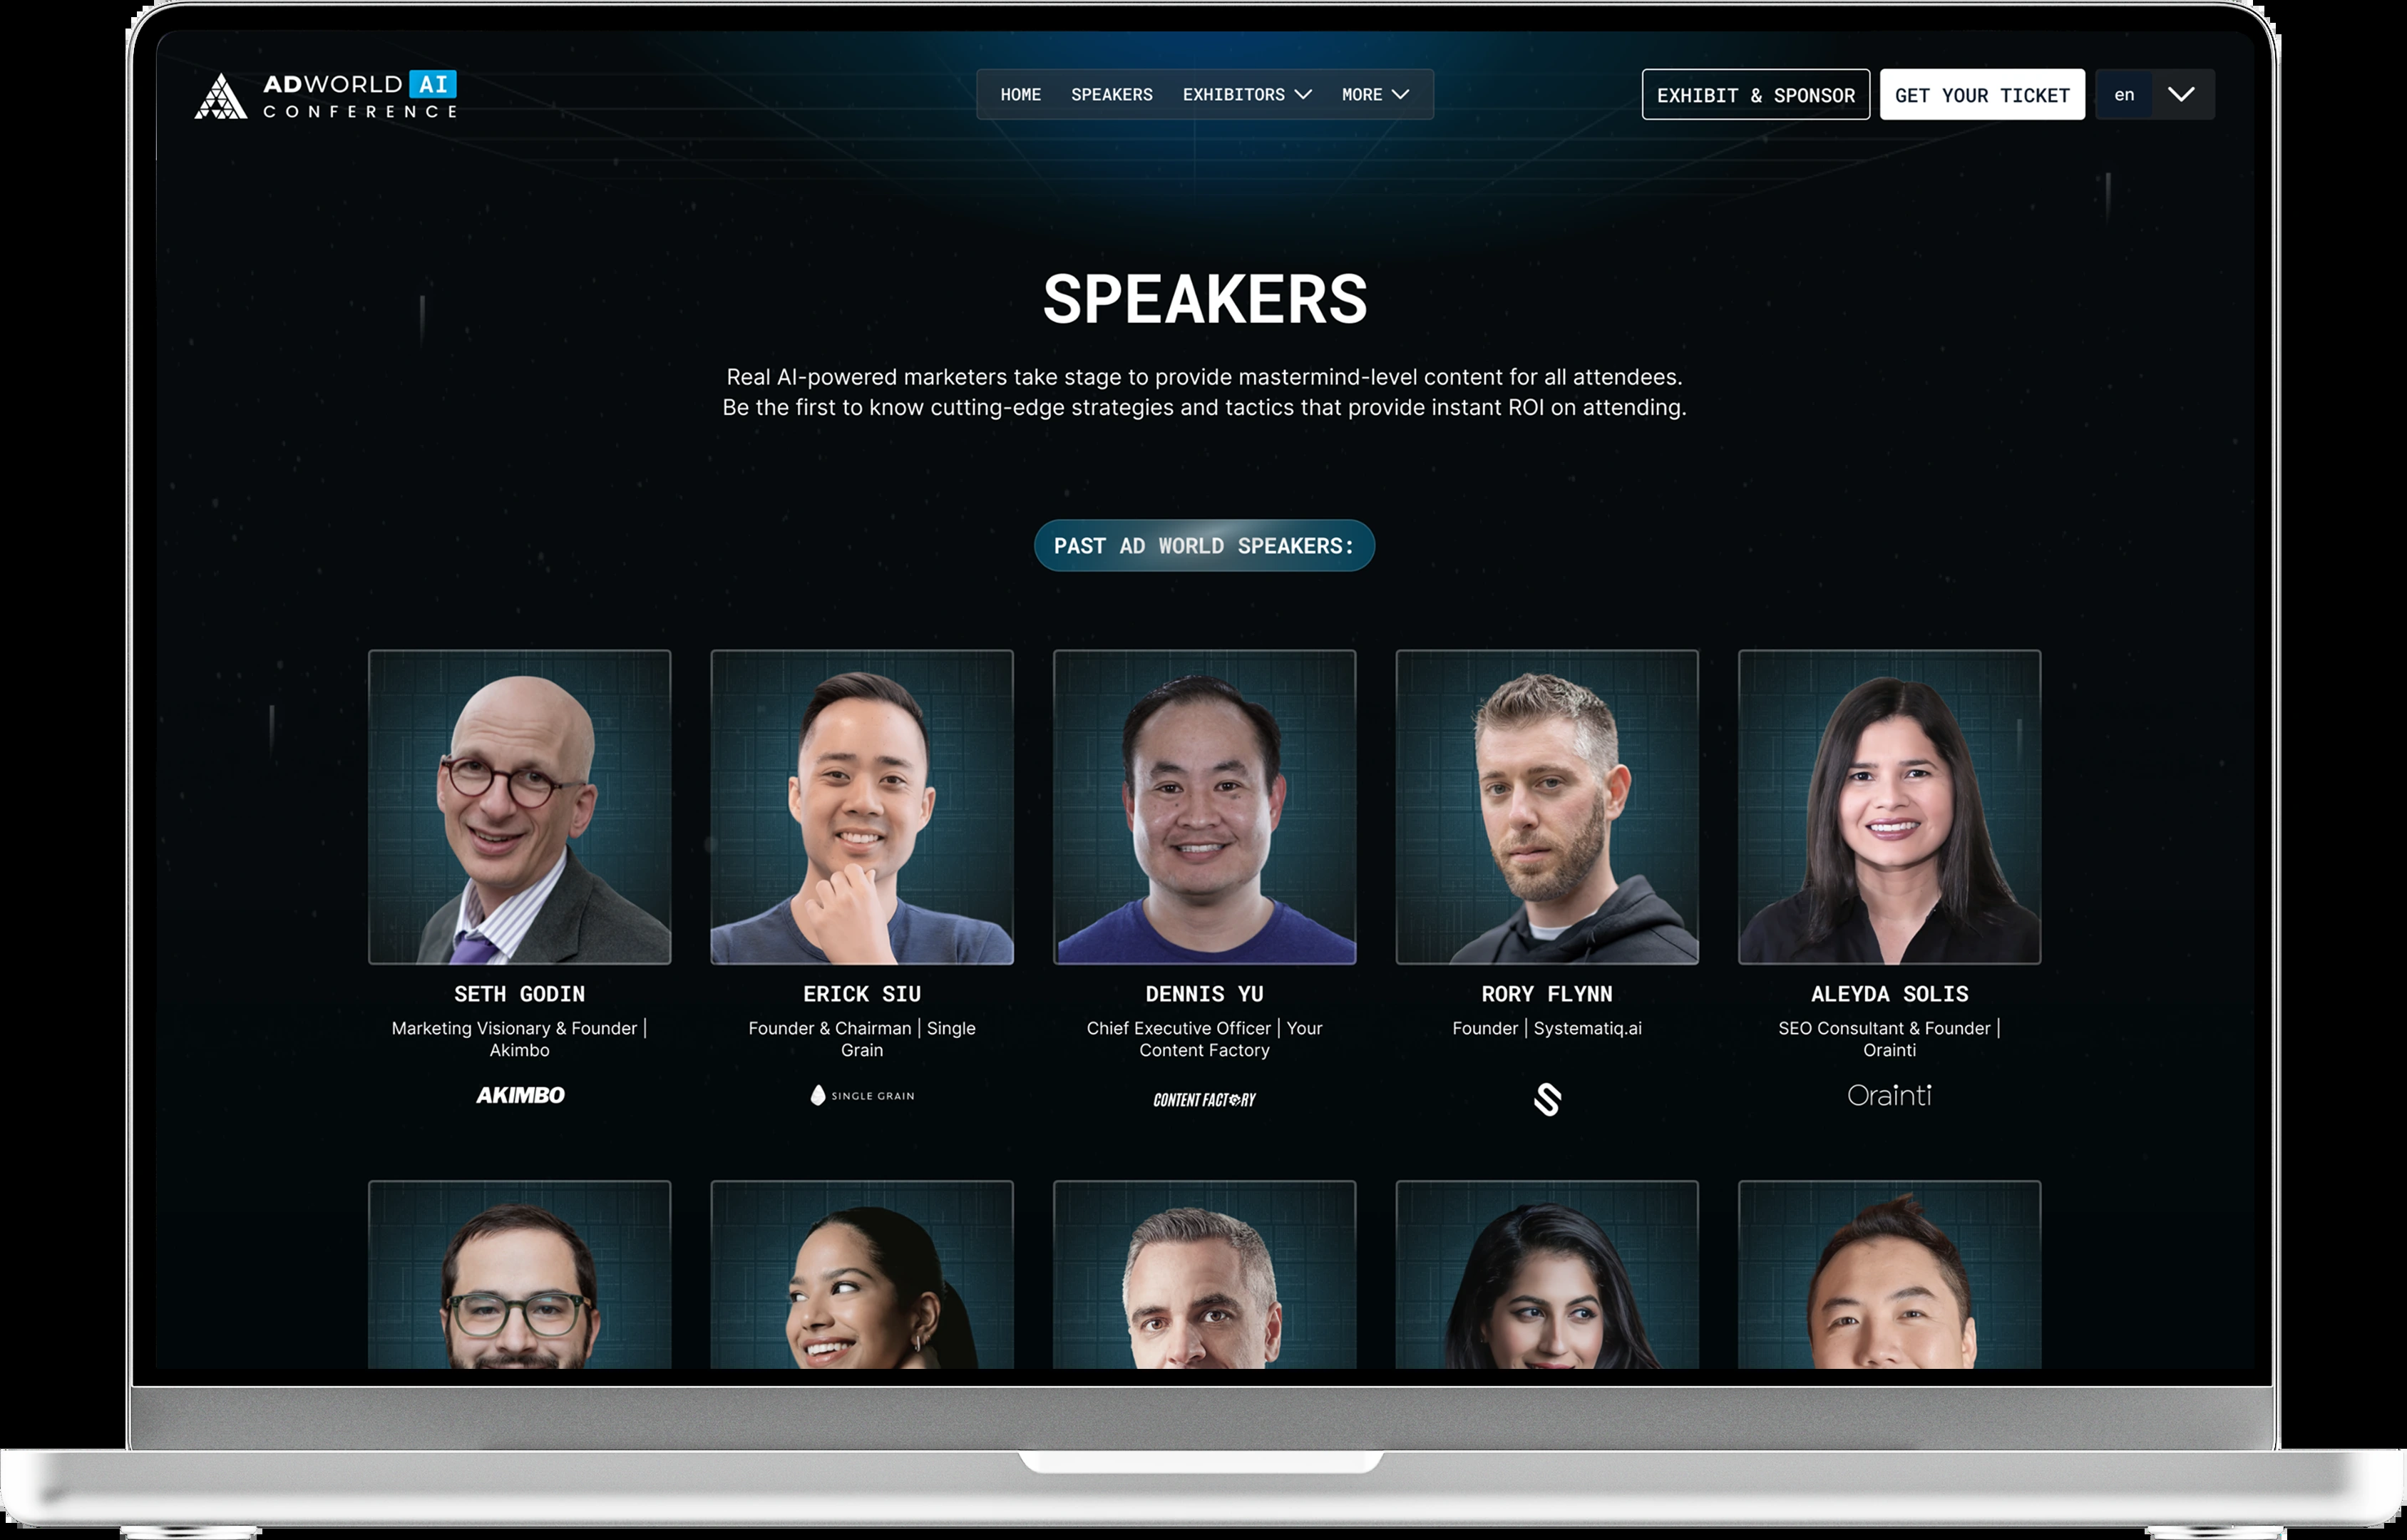 ADWORLD AI
CONFERENCE
HOME SPEAKERS EXHIBITORS MORE
EXHIBIT & SPONSOR GET YOUR TICKET en
SPEAKERS
Real AI-powered marketers take stage to provide mastermind-level content for all attendees.
Be the first to know cutting-edge strategies and tactics that provide instant ROI on attending.
PAST AD WORLD SPEAKERS:
SETH GODIN
Marketing Visionary & Founder |
Akimbo
AKIMBO
ERICK SIU
Founder & Chairman | Single
Grain
SINGLE GRAIN
DENNIS YU
Chief Executive Officer | Your
Content Factory
CONTENT FACTORY
RORY FLYNN
Founder | Systematiq.ai
ALEYDA SOLIS
SEO Consultant & Founder |
Orainti
Orainti